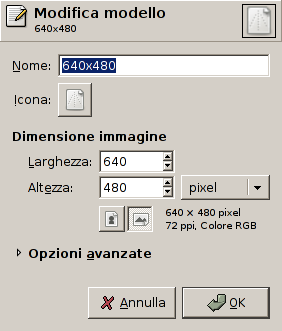 Modifica modello
640x480
Nome: 640x480
Icona:
Dimensione immagine
Larghezza: 640
Altezza: 480 pixel
640 × 480 pixel
72 ppi, Colore RGB
Opzioni avanzate
Annulla OK